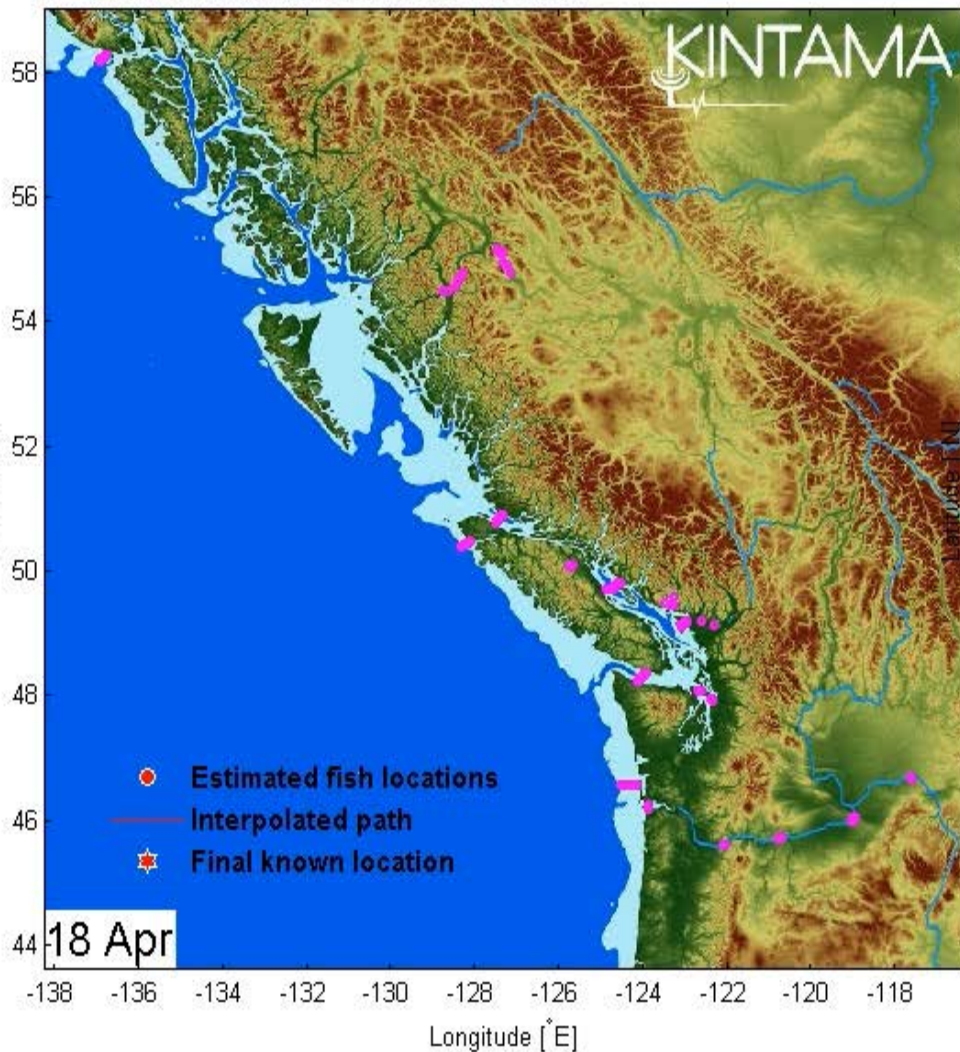 KINTAMA
58
56
54
52
50
48
46
44
Latitude [°N]
Estimated fish locations
Interpolated path
Final known location
18 Apr
-138 -136 -134 -132 -130 -128 -126 -124 -122 -120 -118
Longitude [°E]